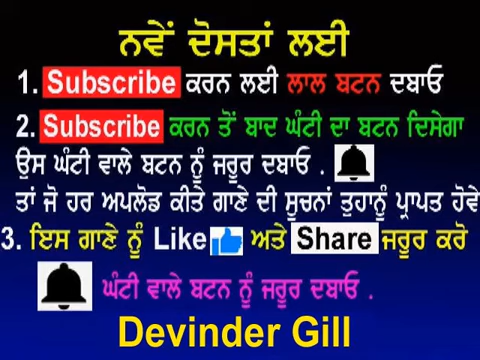 ਨਵੇਂ ਦੋਸਤਾਂ ਲਈ
1. Subscribe ਕਰਨ ਲਈ ਲਾਲ ਬਟਨ ਦਬਾਓ
2. Subscribe ਕਰਨ ਤੋਂ ਬਾਦ ਘੰਟੀ ਦਾ ਬਟਨ ਦਿਸੇਗਾ
ਉਸ ਘੰਟੀ ਵਾਲੇ ਬਟਨ ਨੂੰ ਜਰੂਰ ਦਬਾਓ .
ਤਾਂ ਜੋ ਹਰ ਅਪਲੋਡ ਕੀਤੇ ਗਾਣੇ ਦੀ ਸੂਚਨਾਂ ਤੁਹਾਨੂੰ ਪ੍ਰਾਪਤ ਹੋਵੇ
3. ਇਸ ਗਾਣੇ ਨੂੰ Like ਅਤੇ Share ਜਰੂਰ ਕਰੋ
ਘੰਟੀ ਵਾਲੇ ਬਟਨ ਨੂੰ ਜਰੂਰ ਦਬਾਓ .
Devinder Gill